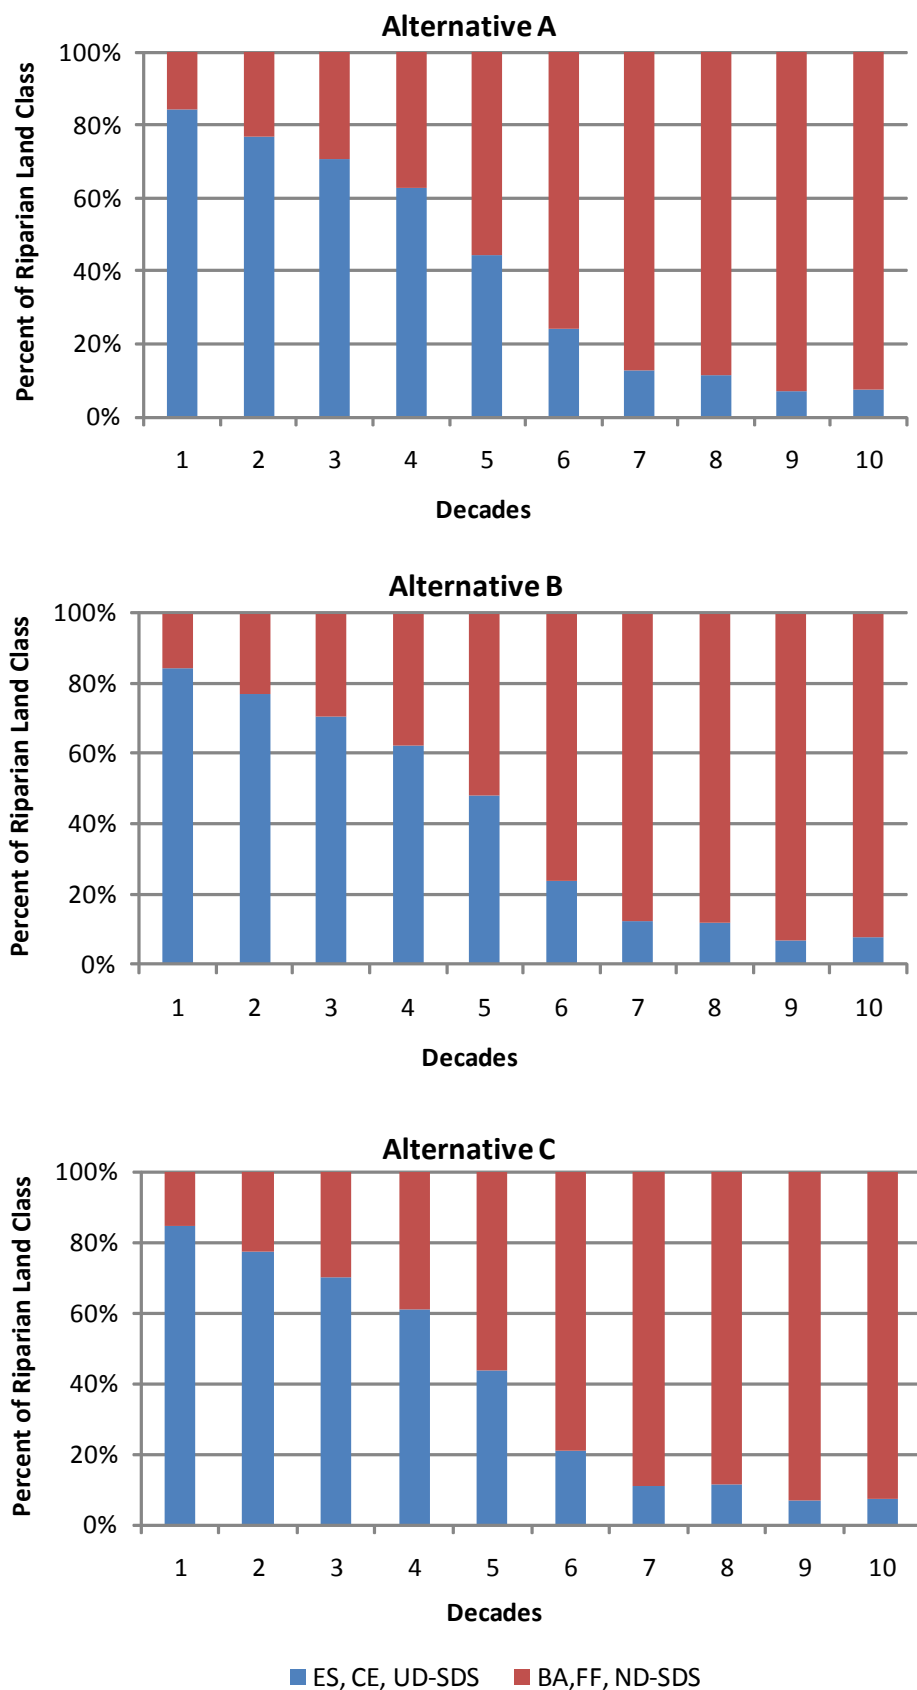 Alternative A
Percent of Riparian Land Class
100%
80%
60%
40%
20%
0%
1 2 3 4 5 6 7 8 9 10
Decades
Alternative B
Percent of Riparian Land Class
100%
80%
60%
40%
20%
0%
1 2 3 4 5 6 7 8 9 10
Decades
Alternative C
Percent of Riparian Land Class
100%
80%
60%
40%
20%
0%
1 2 3 4 5 6 7 8 9 10
Decades
ES, CE, UD-SDS BA,FF, ND-SDS